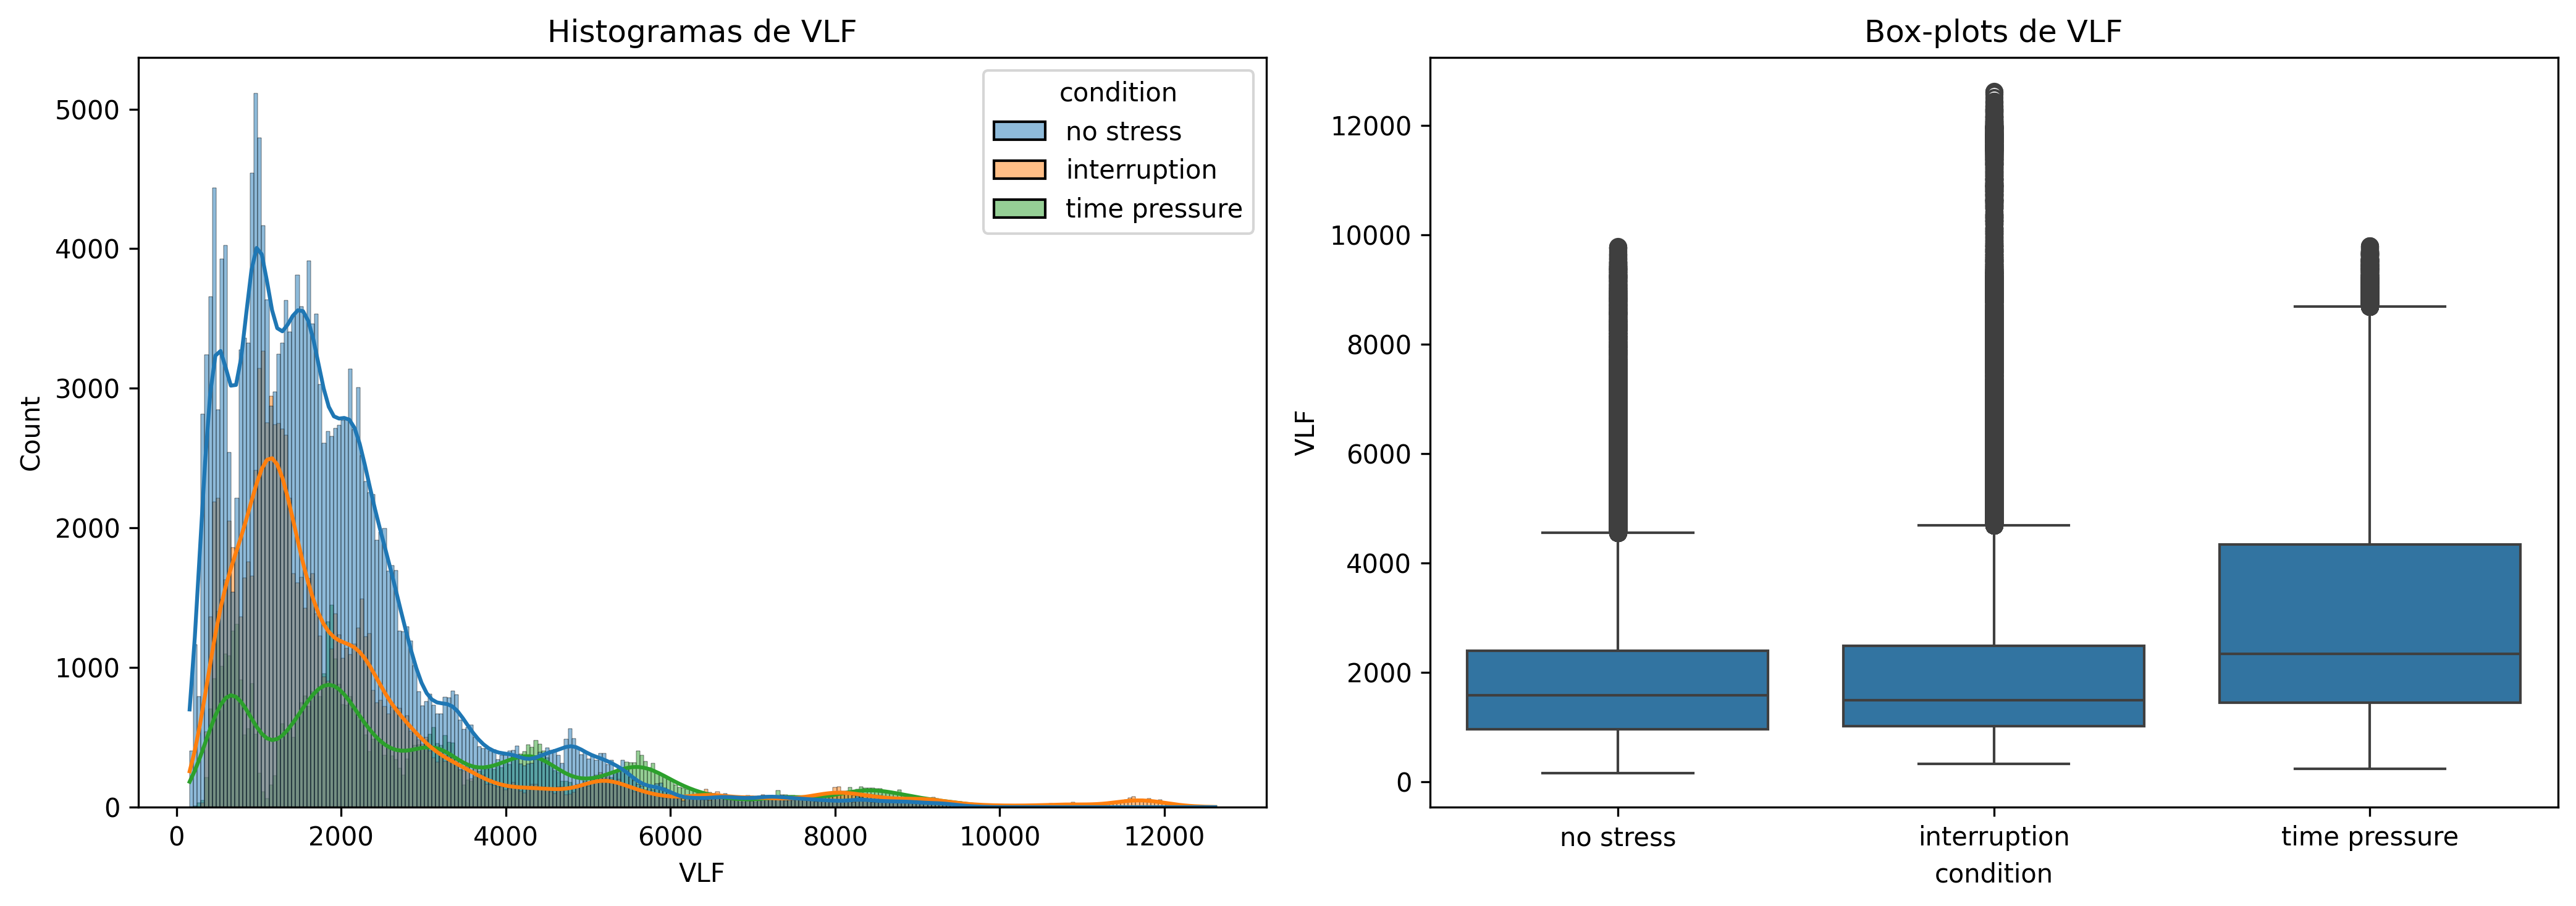 Histogramas de VLF
5000
4000
3000
2000
1000
0
Count
0 2000 4000 6000 8000 10000 12000
VLF
condition
no stress
interruption
time pressure
Box-plots de VLF
12000
10000
8000
6000
4000
2000
0
VLF
no stress interruption time pressure
condition